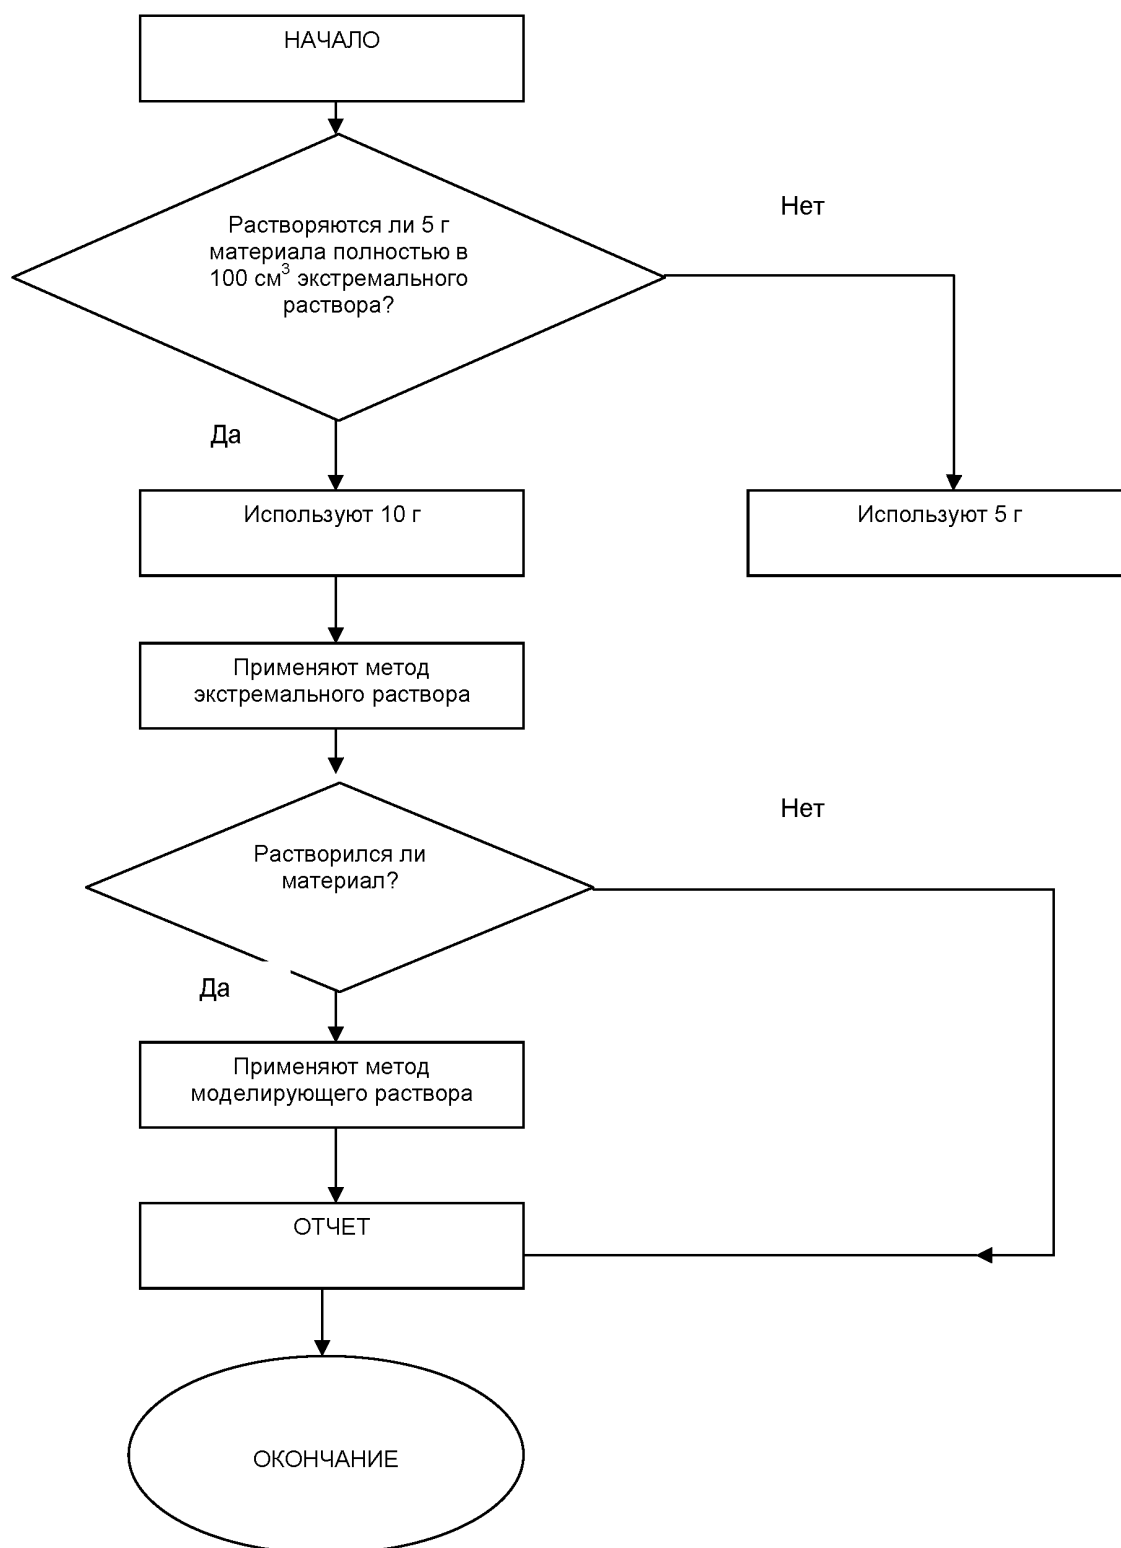 НАЧАЛО
Нет
Растворяются ли 5 г
материала полностью в
100 см³ экстремального
раствора?
Да
Используют 10 г
Используют 5 г
Применяют метод
экстремального раствора
Нет
Растворился ли
материал?
Да
Применяют метод
моделирующего раствора
ОТЧЕТ
ОКОНЧАНИЕ